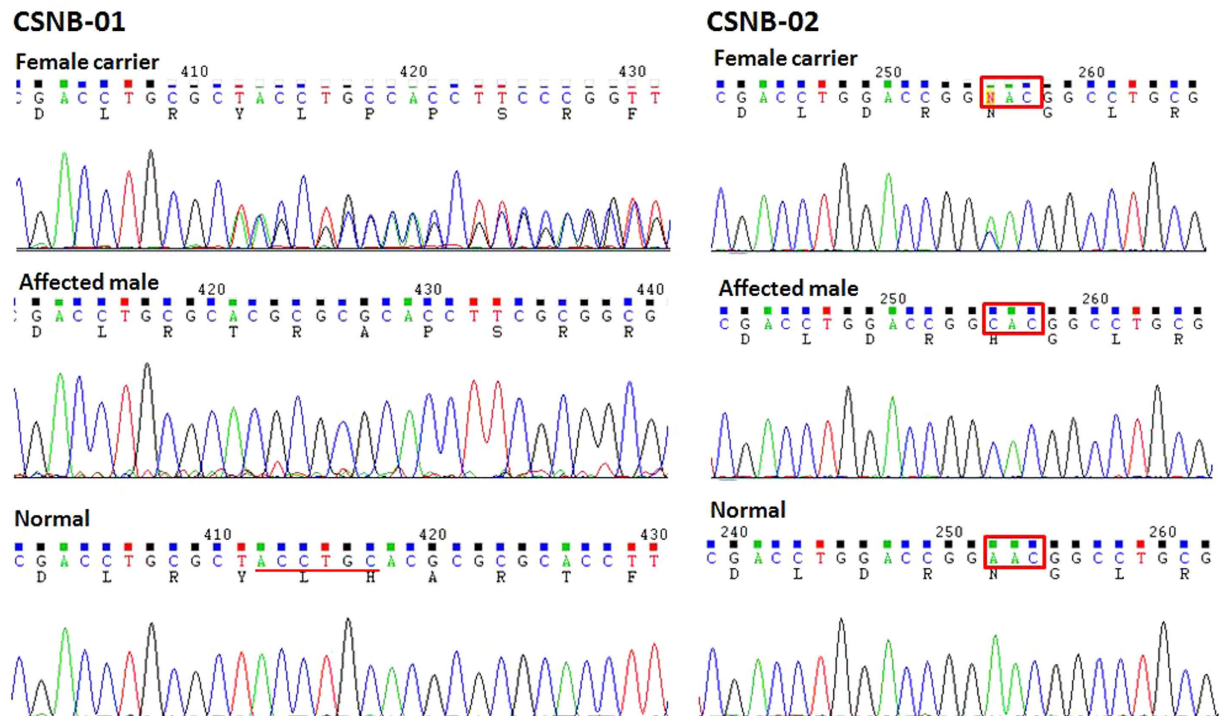 CSNB-01
Female carrier
410 420 430
: G A C C T G C G C T A C C T G C C A C C T T C C C G G T T
D L R Y L P P S R F
Affected male
420 430 440
: G A C C T G C G C A C G C G C G C A C C T T C G C G G C G
D L R T R A P S R R
Normal
410 420 430
C G A C C T G C G C T A C C T G C A C G C G C G C A C C T T
D L R Y L H A R T F
CSNB-02
Female carrier
250 260
C G A C C T G G A C C G G N A C G G C C T G C G
D L D R N G L R
Affected male
250 260
C G A C C T G G A C C G G C A C G G C C T G C G
D L D R H G L R
Normal
240 250 260
C G A C C T G G A C C G G A A C G G C C T G C G
D L D R N G L R